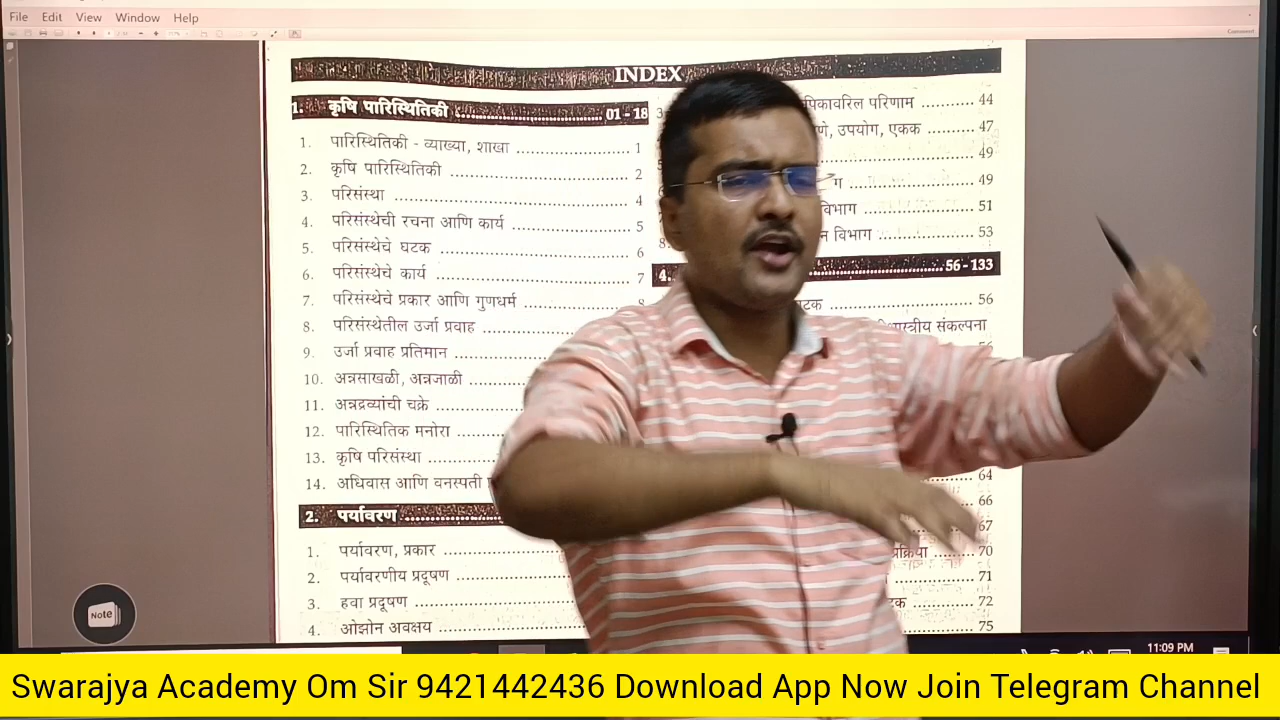 File Edit View Window Help
Comment
INDEX
1. कृषि पारिस्थितिकी 01 - 18
1. पारिस्थितिकी - व्याख्या, शाखा 1
2. कृषि पारिस्थितिकी 2
3. परिसंस्था 4
4. परिसंस्थेची रचना आणि कार्य 5
5. परिसंस्थेचे घटक 6
6. परिसंस्थेचे कार्य 7
7. परिसंस्थेचे प्रकार आणि गुणधर्म 8
8. परिसंस्थेतील उर्जा प्रवाह
9. उर्जा प्रवाह प्रतिमान
10. अन्नसाखळी, अन्नजाळी
11. अन्नद्रव्यांची चक्रे
12. पारिस्थितिक मनोरा
13. कृषि परिसंस्था
14. अधिवास आणि वनस्पती
2. पर्यावरण
1. पर्यावरण, प्रकार
2. पर्यावरणीय प्रदूषण
3. हवा प्रदूषण
4. ओझोन अवक्षय
पिकावरिल परिणाम 44
उपयोग, एकक 47
49
49
विभाग 51
8. विभाग 53
4. 56 - 133
56
संकल्पना
64
66
67
70
71
72
75
Note
11:09 PM
Swarajya Academy Om Sir 9421442436 Download App Now Join Telegram Channel